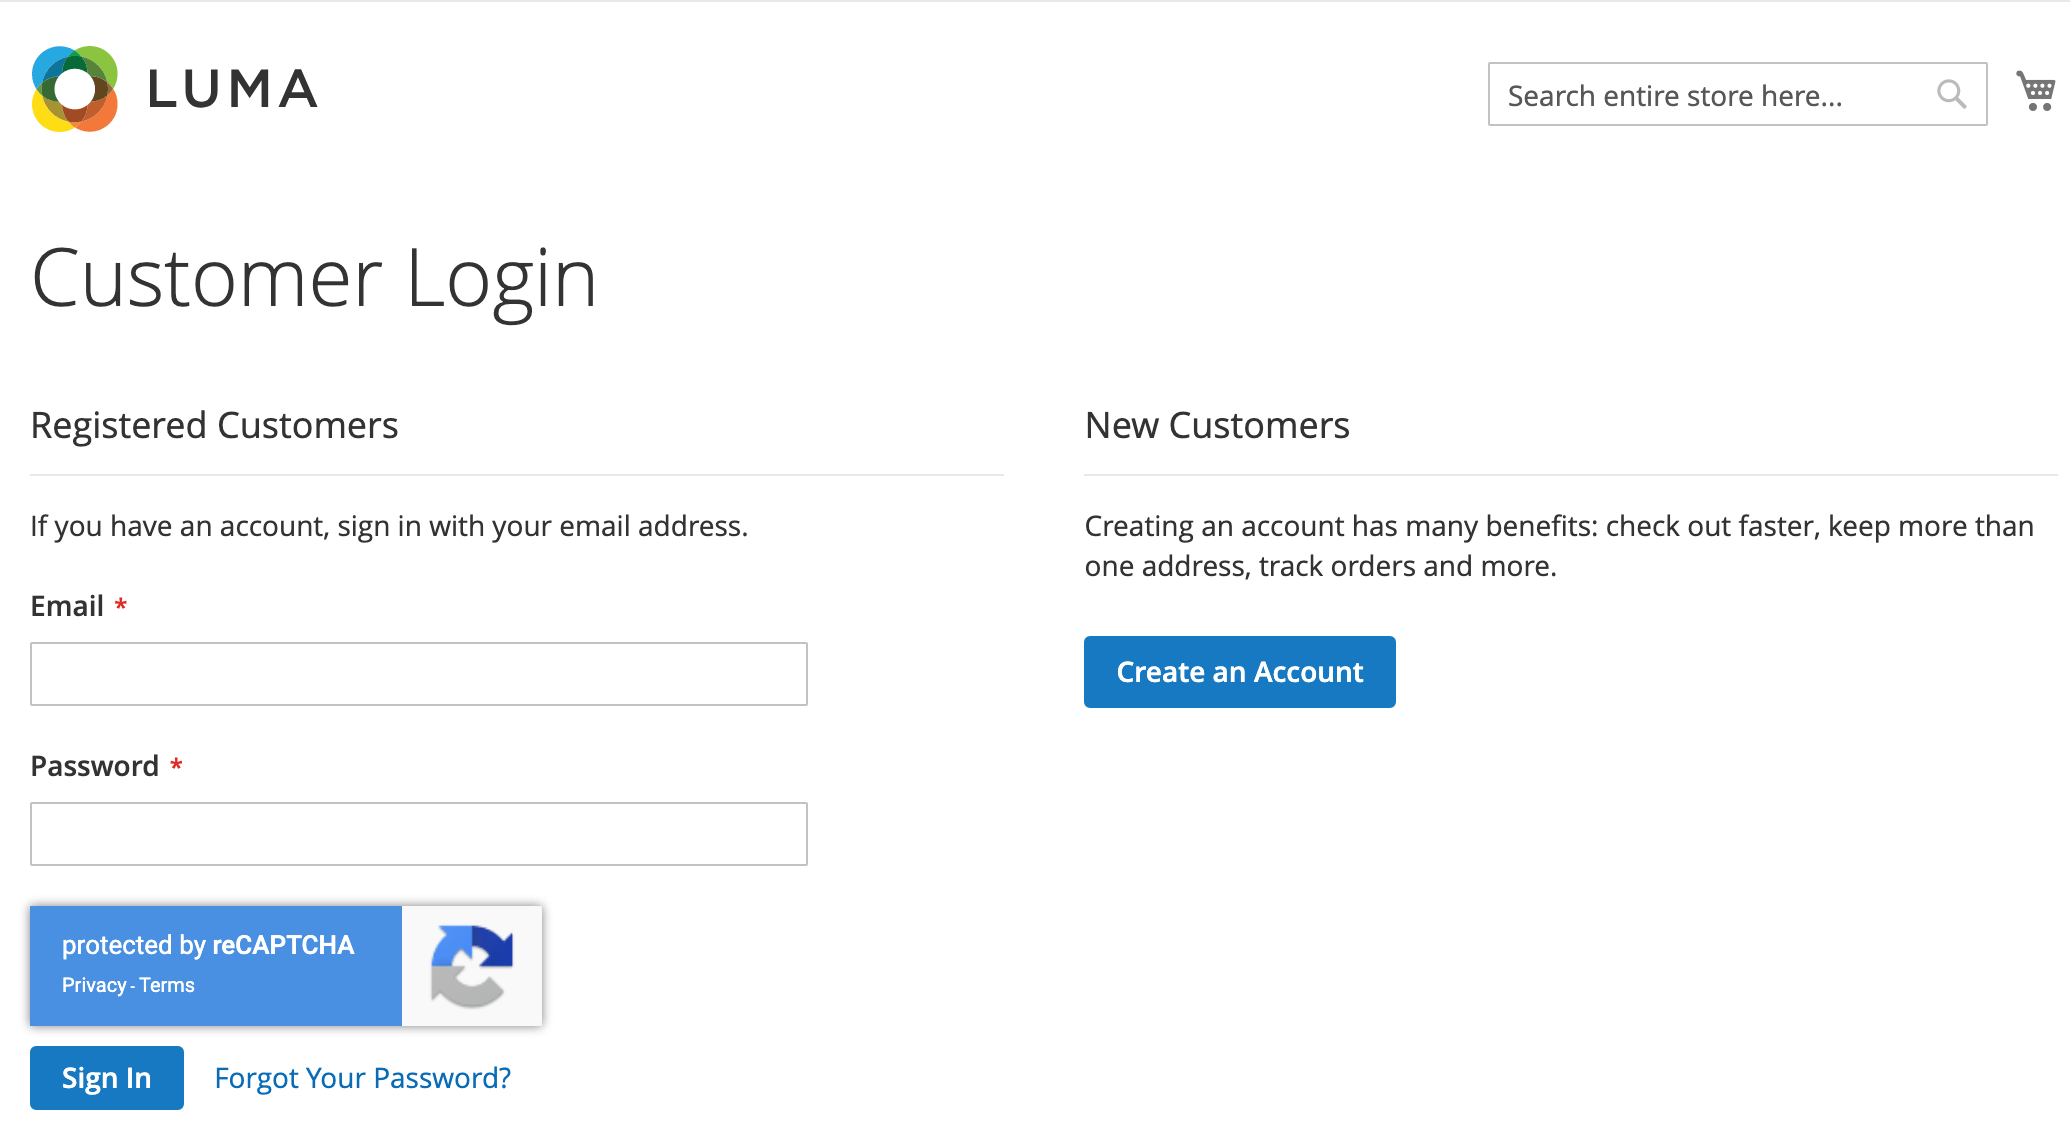 LUMA
Search entire store here...
Customer Login
Registered Customers
If you have an account, sign in with your email address.
Email *
Password *
protected by reCAPTCHA
Privacy - Terms
Sign In
Forgot Your Password?
New Customers
Creating an account has many benefits: check out faster, keep more than
one address, track orders and more.
Create an Account